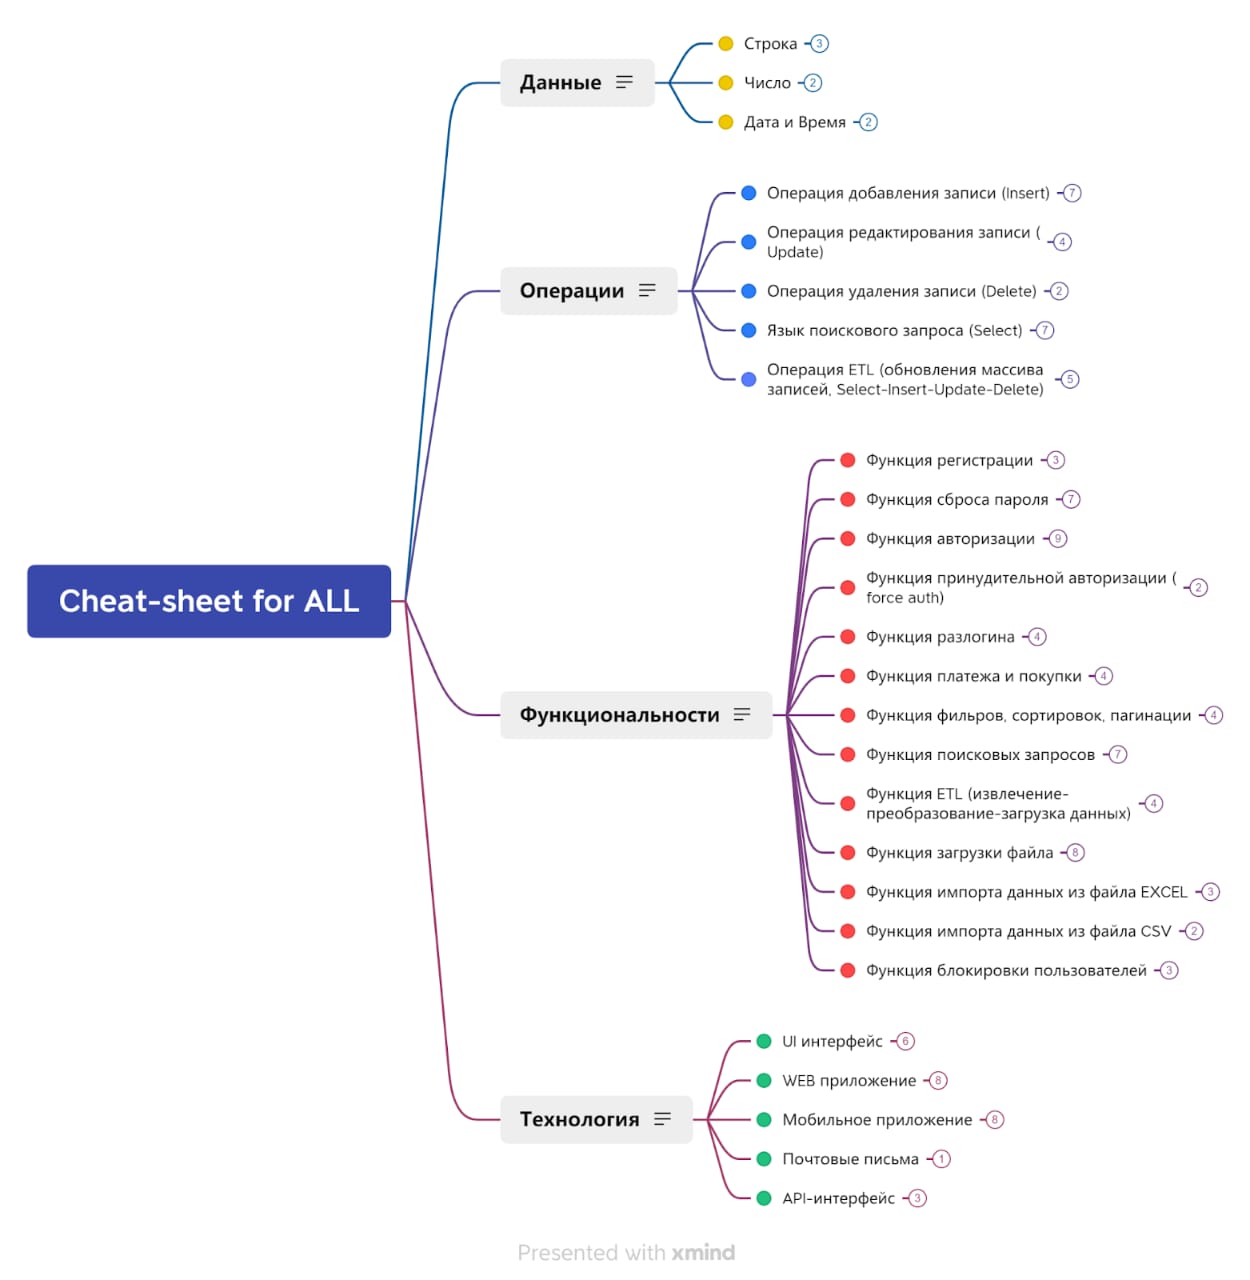 Cheat-sheet for ALL
Данные
Строка 3
Число 2
Дата и Время 2
Операции
Операция добавления записи (Insert) 7
Операция редактирования записи (
Update) 4
Операция удаления записи (Delete) 2
Язык поискового запроса (Select) 7
Операция ETL (обновления массива
записей, Select-Insert-Update-Delete) 5
Функциональности
Функция регистрации 3
Функция сброса пароля 7
Функция авторизации 9
Функция принудительной авторизации (
force auth) 2
Функция разлогина 4
Функция платежа и покупки 4
Функция фильров, сортировок, пагинации 4
Функция поисковых запросов 7
Функция ETL (извлечение-
преобразование-загрузка данных) 4
Функция загрузки файла 8
Функция импорта данных из файла EXCEL 3
Функция импорта данных из файла CSV 2
Функция блокировки пользователей 3
Технология
UI интерфейс 6
WEB приложение 8
Мобильное приложение 8
Почтовые письма 1
API-интерфейс 3
Presented with xmind